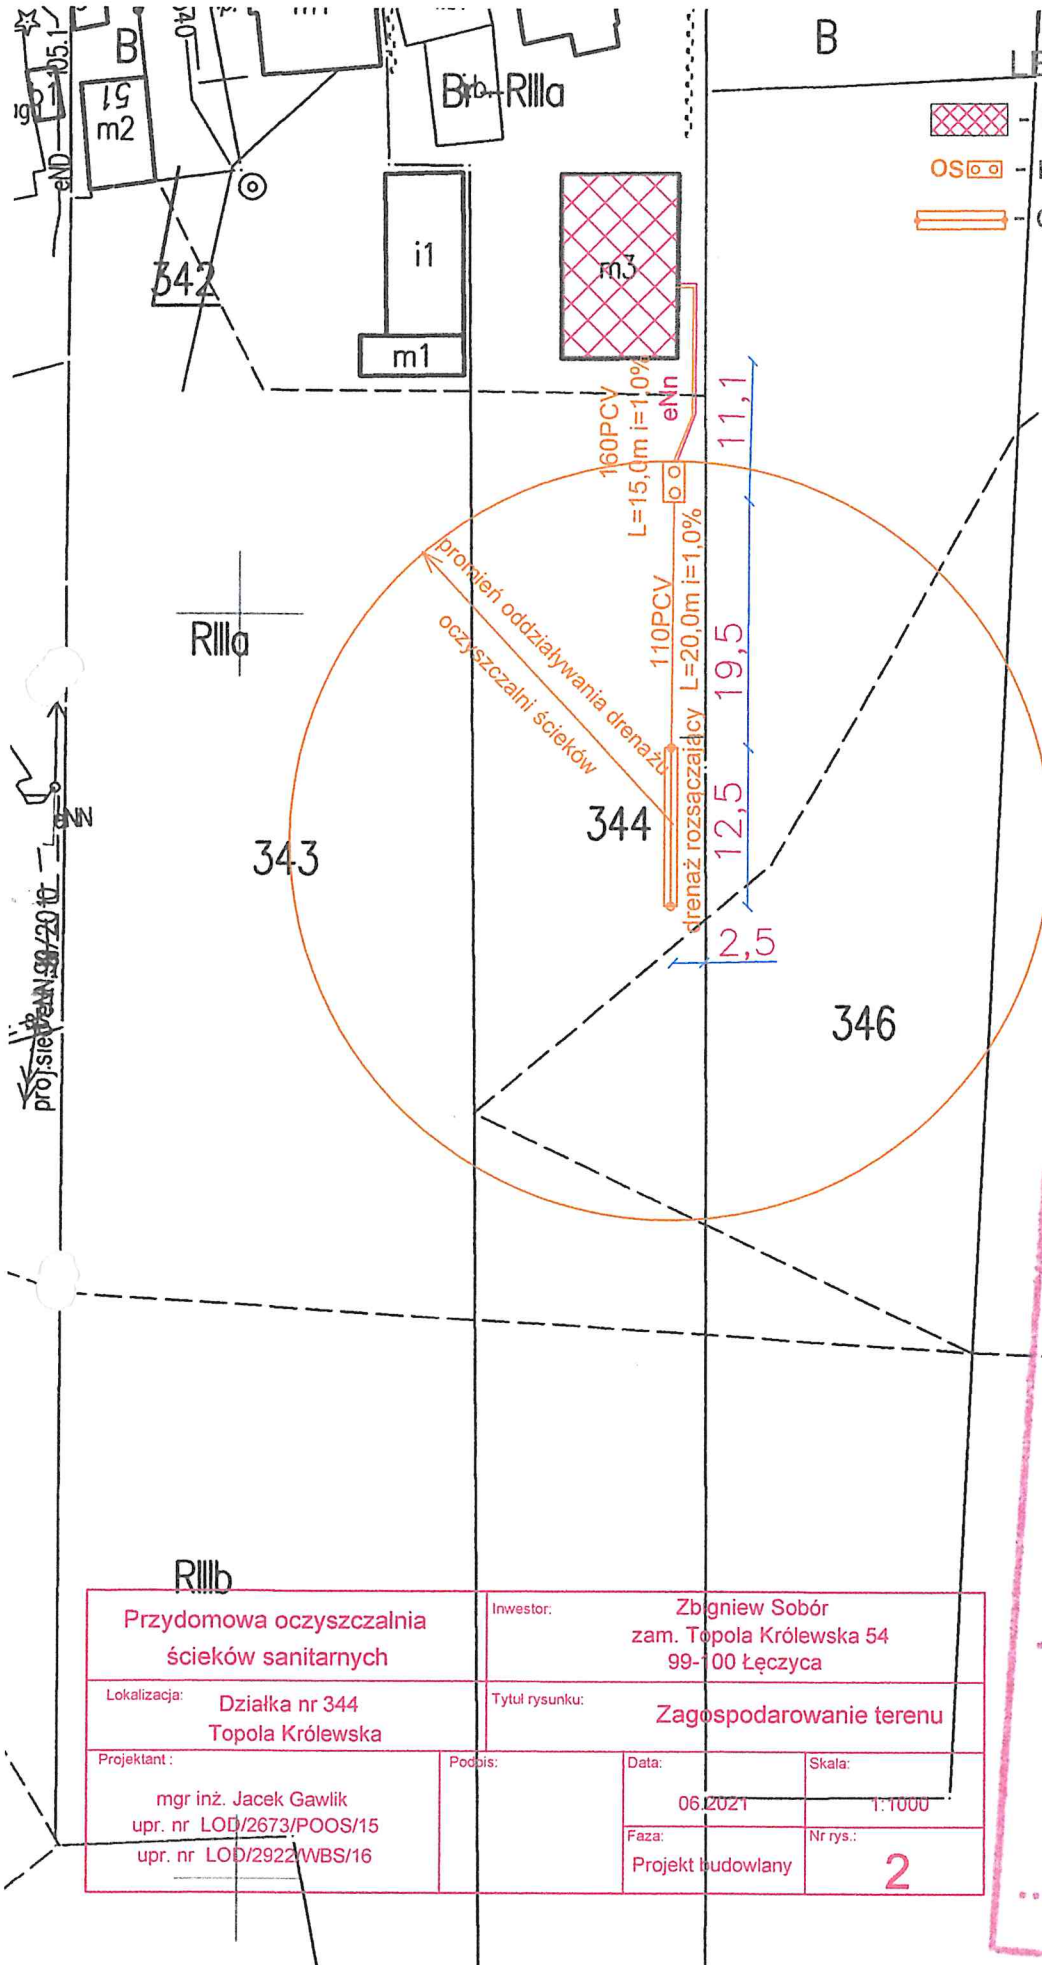 B
105.1
51
m2
eND
B
LE
RIIIa
OS
i1
m3
342
m1
160PCV
L=15,0m i=1,0%
eNn
11,1
promień oddziaływania drenażu
oczyszczalni ścieków
110PCV
L=20,0m i=1,0%
drenaż rozsączający
19,5
12,5
RIIIa
eNN
343
344
2,5
346
RIIIb
Przydomowa oczyszczalnia
ścieków sanitarnych
Inwestor:
Zbigniew Sobór
zam. Topola Królewska 54
99-100 Łęczyca
Lokalizacja:
Działka nr 344
Topola Królewska
Tytuł rysunku:
Zagospodarowanie terenu
Projektant :
mgr inż. Jacek Gawlik
upr. nr LOD/2673/POOS/15
upr. nr LOD/2922/WBS/16
Podpis:
Data:
06.2021
Skala:
1:1000
Faza:
Projekt budowlany
Nr rys.:
2